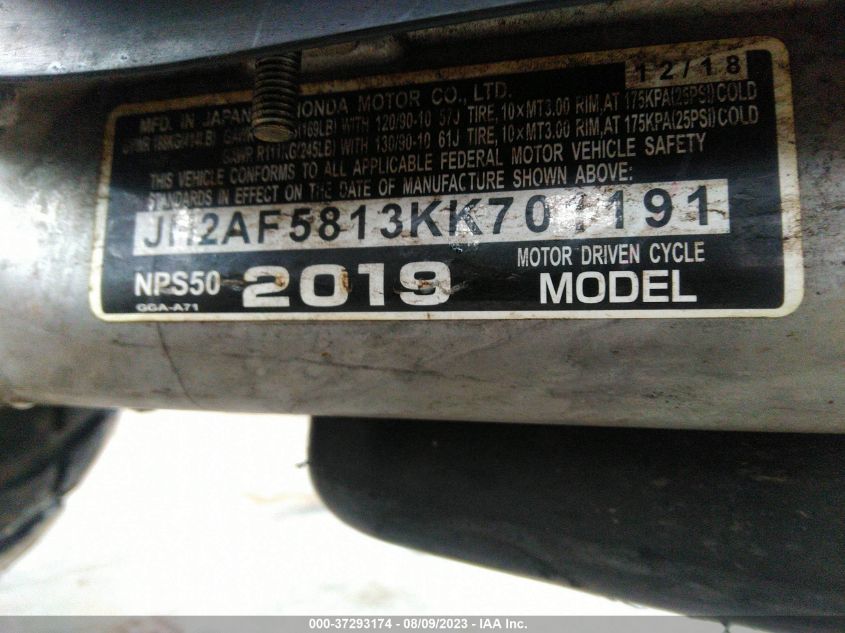 12/18
MFD. IN JAPAN HONDA MOTOR CO., LTD.
(169LB) WITH 120/90-10 57J TIRE, 10×MT3.00 RIM, AT 175KPA(25PSI)COLD
(245LB) WITH 130/90-10 61J TIRE, 10×MT3.00 RIM, AT 175KPA(25PSI)COLD
THIS VEHICLE CONFORMS TO ALL APPLICABLE FEDERAL MOTOR VEHICLE SAFETY
STANDARDS IN EFFECT ON THE DATE OF MANUFACTURE SHOWN ABOVE:
JH2AF5813KK701191
NPS50 2019 MOTOR DRIVEN CYCLE
MODEL
GGA-A71
000-37293174 / 08/09/2023 - IAA Inc.